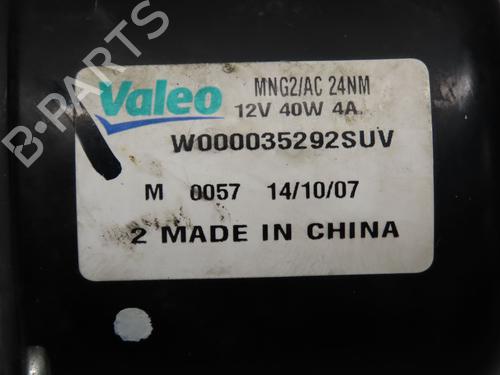 B-PARTS
Valeo
MNG2/AC 24NM
12V 40W 4A
W000035292SUV
M 0057 14/10/07
2 MADE IN CHINA